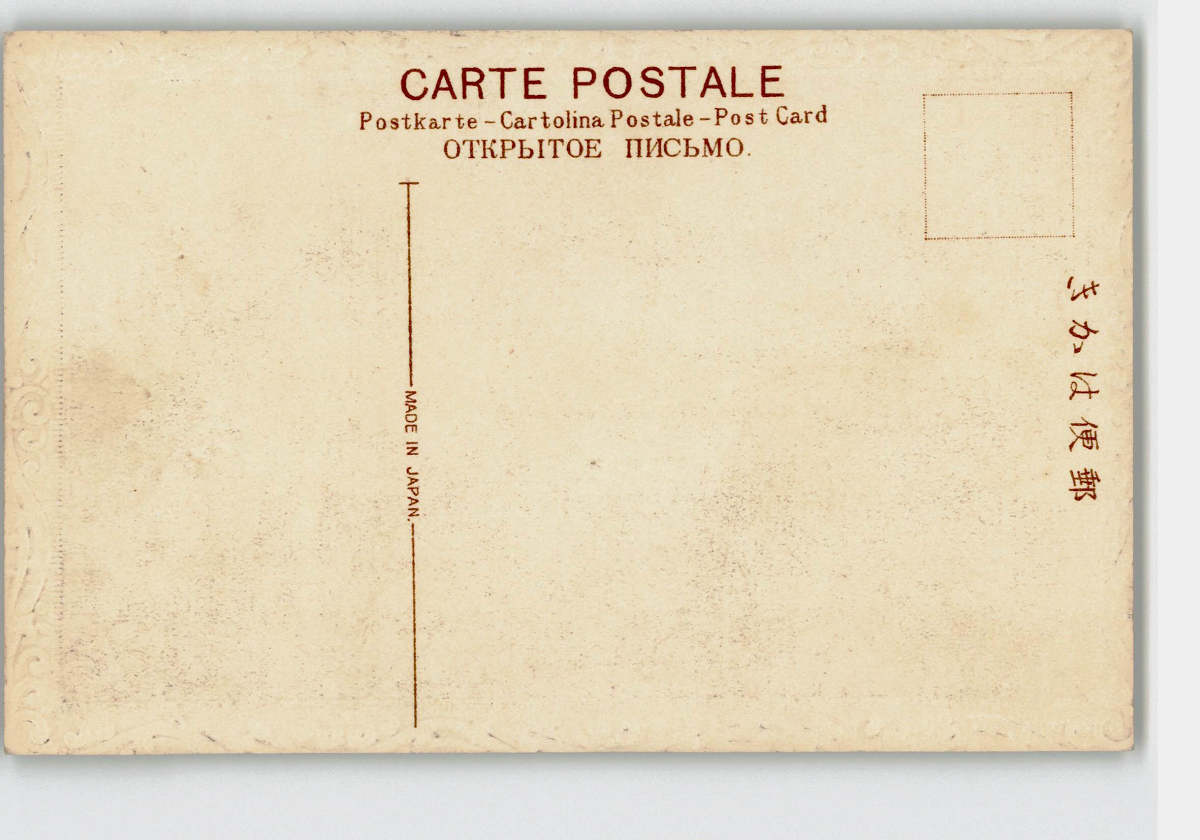 CARTE POSTALE
Postkarte – Cartolina Postale – Post Card
ОТКРЫТОЕ ПИСЬМО.
MADE IN JAPAN.
郵便はかき